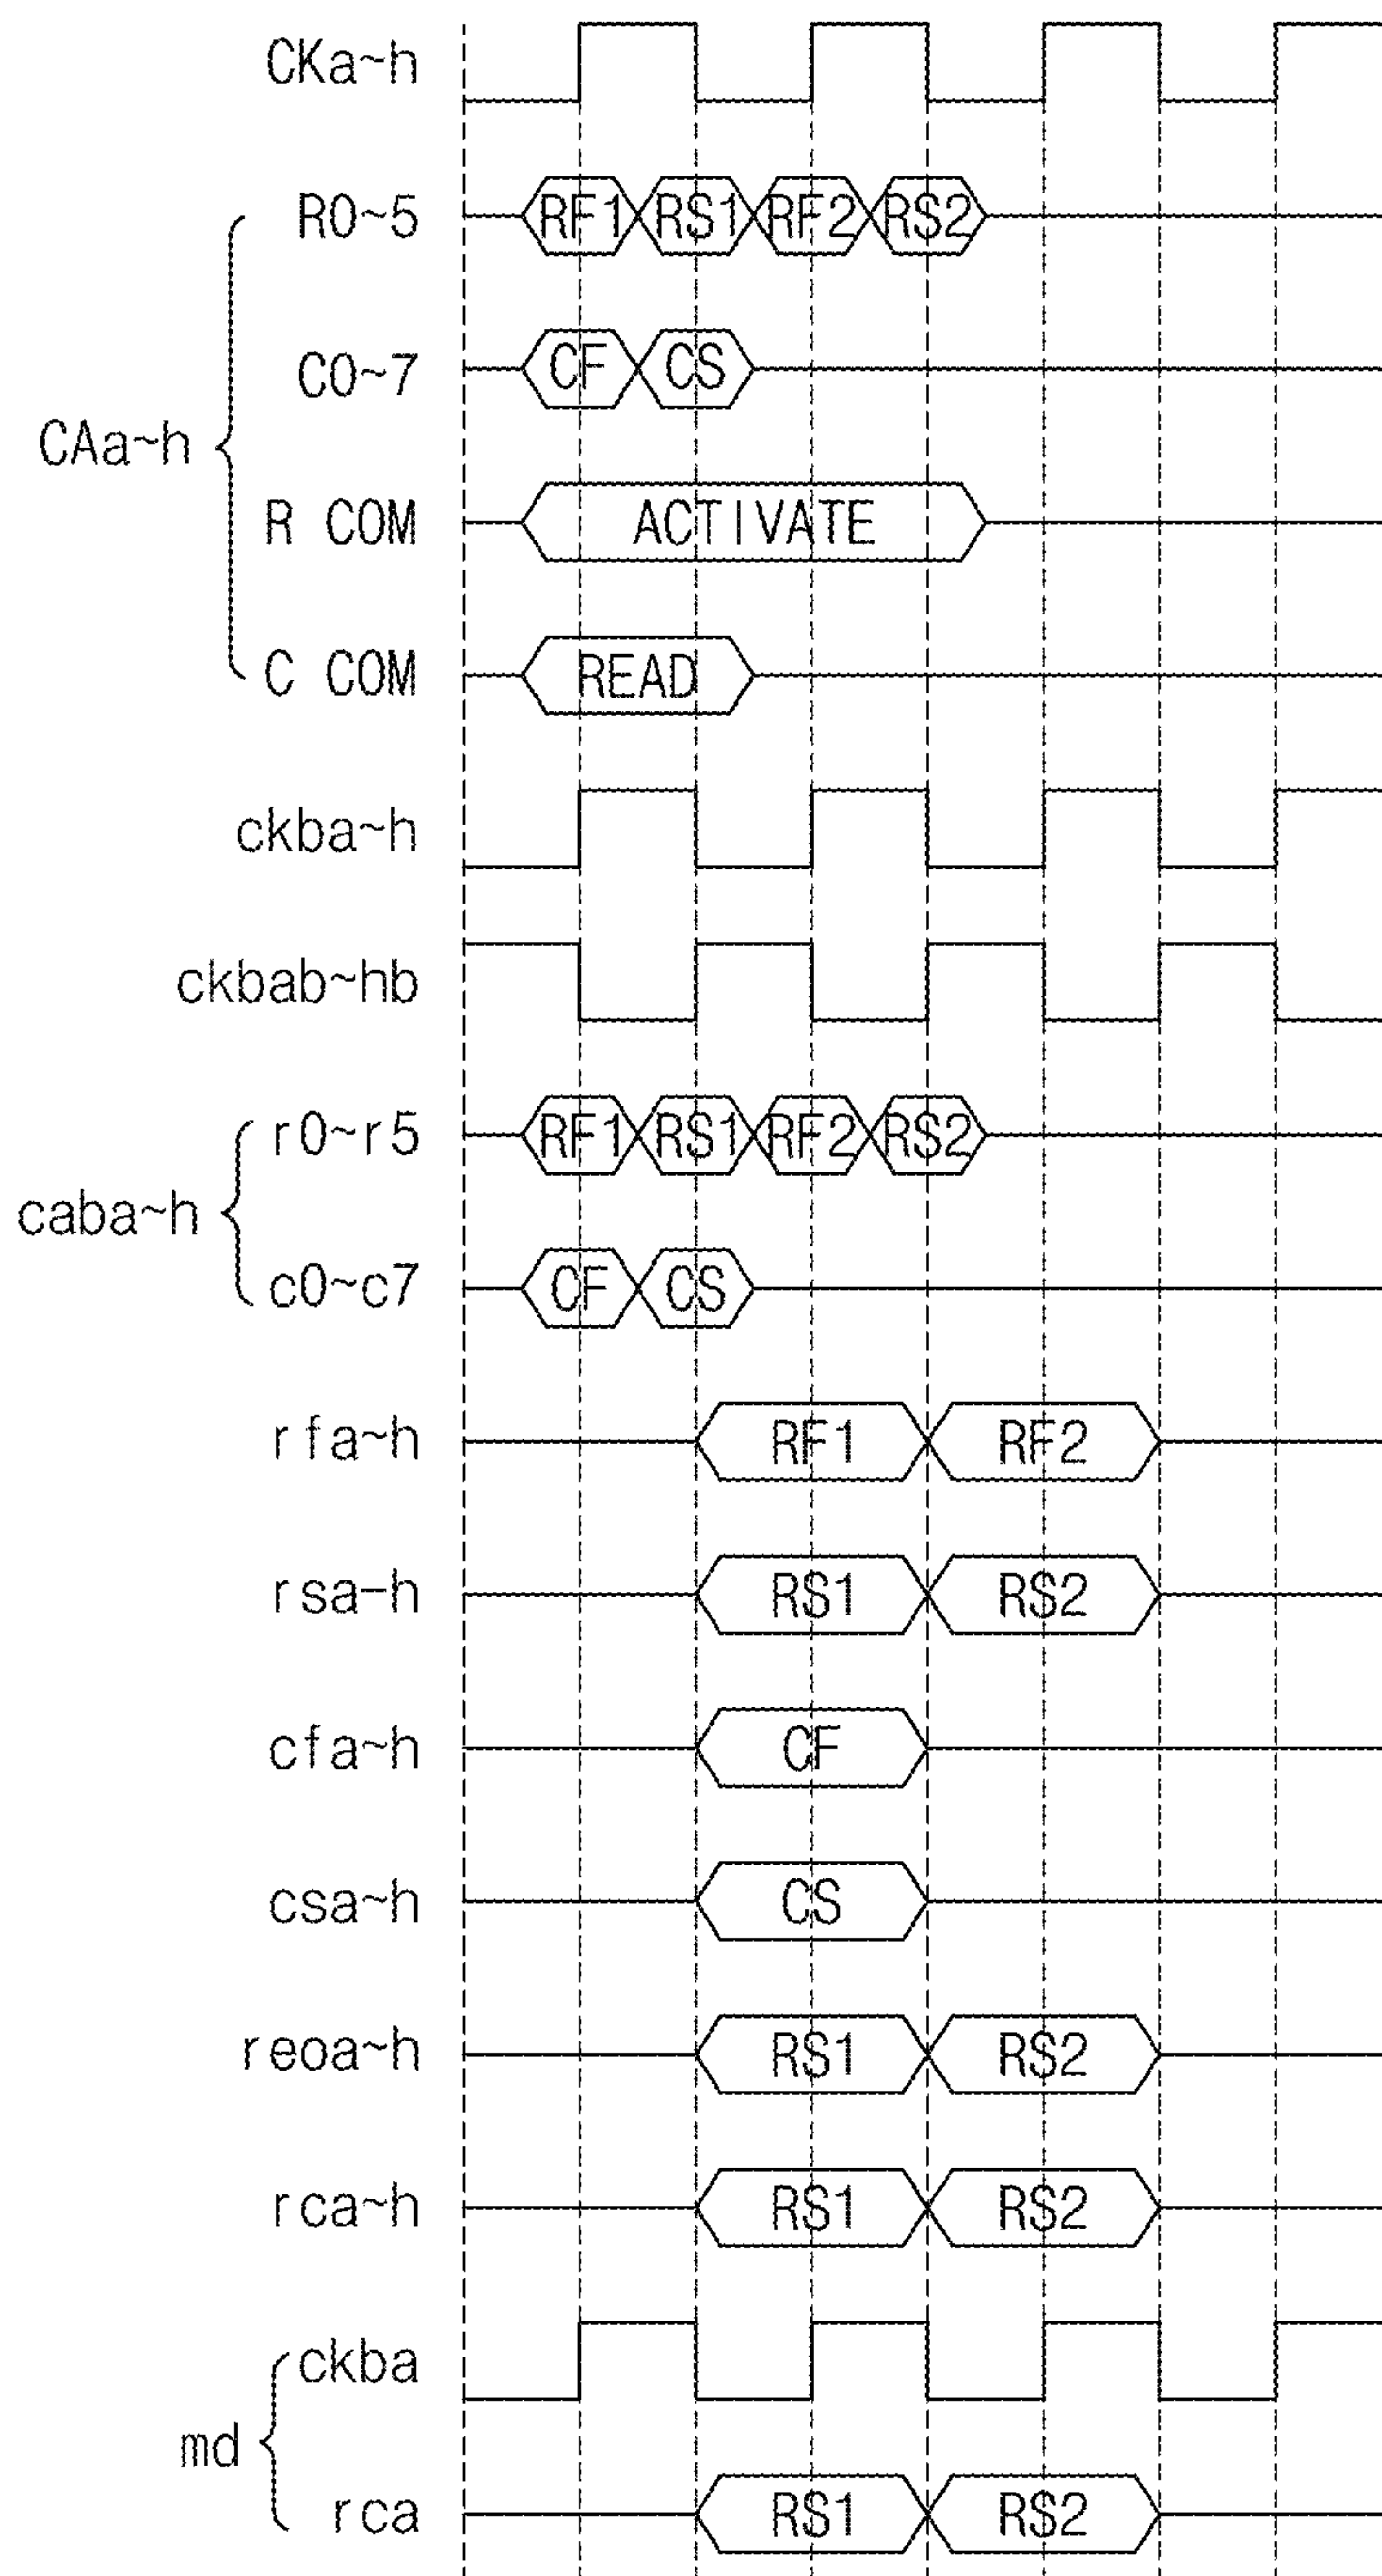 CKa~h
R0~5 RF1 RS1 RF2 RS2
C0~7 CF CS
CAa~h
R COM ACTIVATE
C COM READ
ckba~h
ckbab~hb
r0~r5 RF1 RS1 RF2 RS2
caba~h
c0~c7 CF CS
rfa~h RF1 RF2
rsa-h RS1 RS2
cfa~h CF
csa~h CS
reoa~h RS1 RS2
rca~h RS1 RS2
ckba
md
rca RS1 RS2